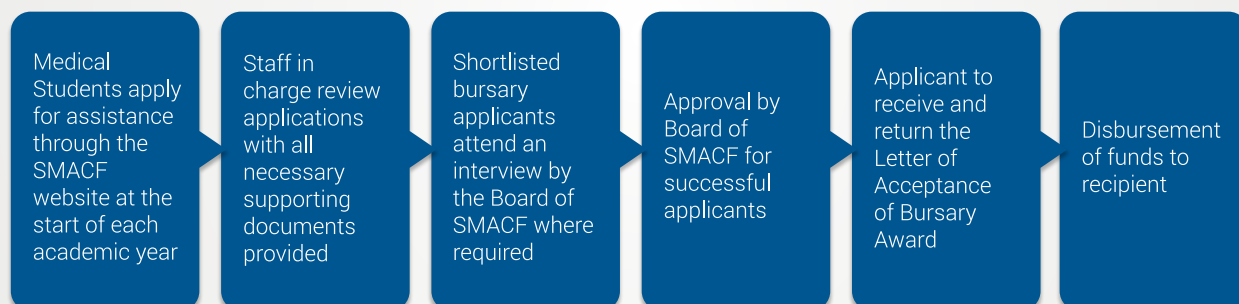 Medical
Students apply
for assistance
through the
SMACF
website at the
start of each
academic year
Staff in
charge review
applications
with all
necessary
supporting
documents
provided
Shortlisted
bursary
applicants
attend an
interview by
the Board of
SMACF where
required
Approval by
Board of
SMACF for
successful
applicants
Applicant to
receive and
return the
Letter of
Acceptance
of Bursary
Award
Disbursement
of funds to
recipient